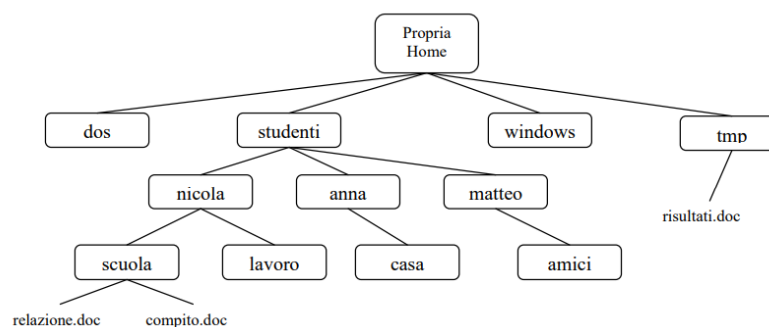 Propria
Home
dos
studenti
windows
tmp
nicola
anna
matteo
risultati.doc
scuola
lavoro
casa
amici
relazione.doc
compito.doc